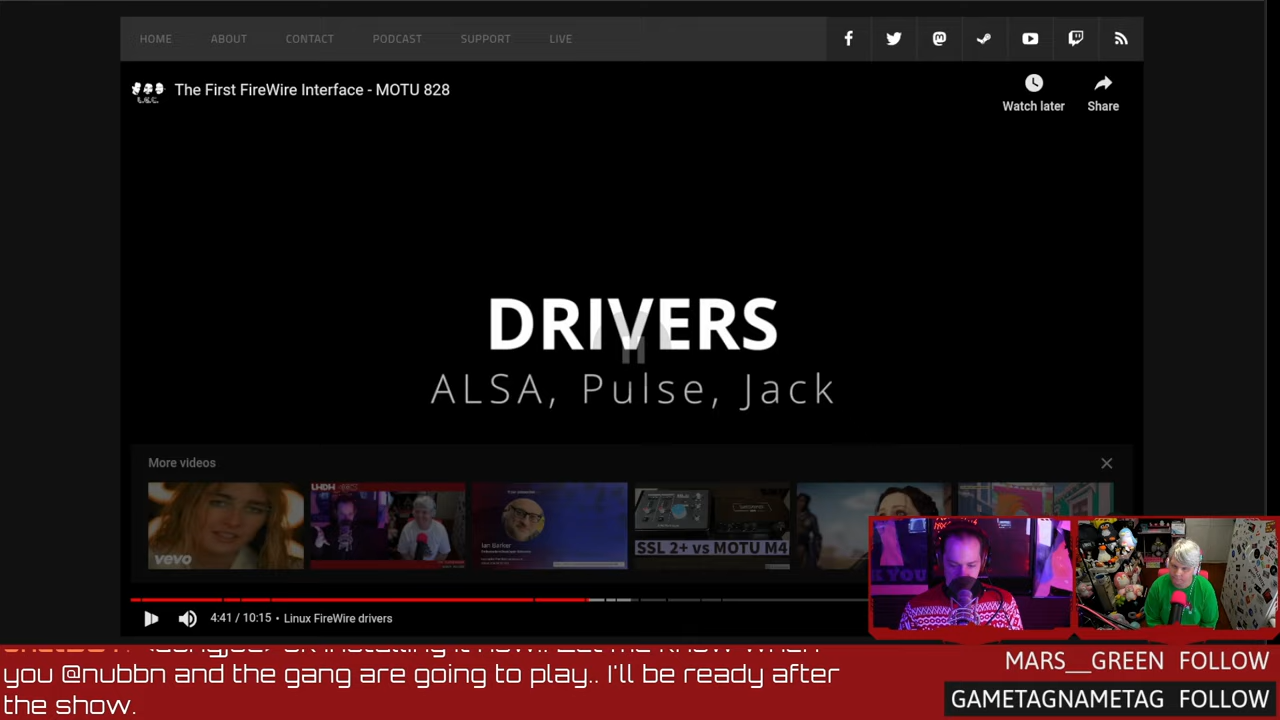 HOME ABOUT CONTACT PODCAST SUPPORT LIVE
The First FireWire Interface - MOTU 828
Watch later Share
DRIVERS
ALSA, Pulse, Jack
More videos
vevo
Ian Barker
SSL 2+ vs MOTU M4
4:41 / 10:15 • Linux FireWire drivers
you @nubbn and the gang are going to play.. I'll be ready after
the show.
MARS__GREEN FOLLOW
GAMETAGNAMETAG FOLLOW